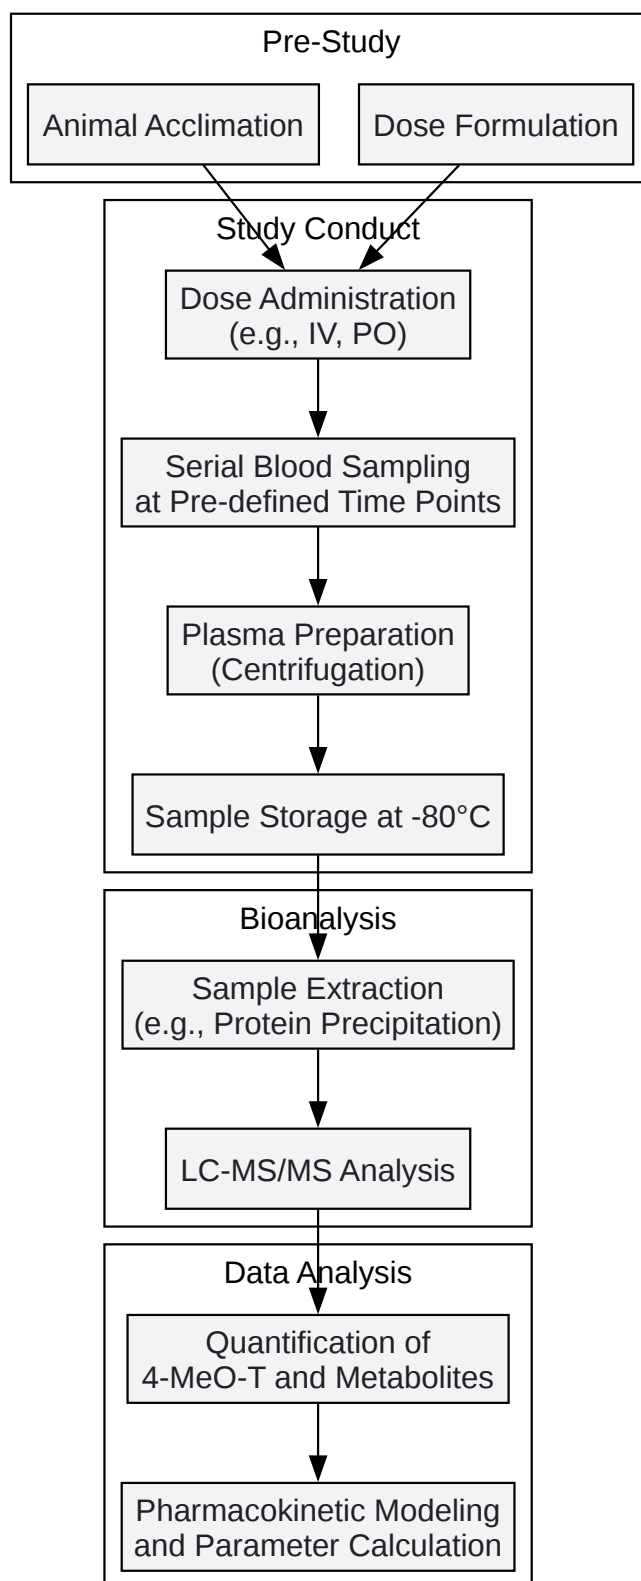 Pre-Study
Animal Acclimation
Dose Formulation
Study Conduct
Dose Administration
(e.g., IV, PO)
Serial Blood Sampling
at Pre-defined Time Points
Plasma Preparation
(Centrifugation)
Sample Storage at -80°C
Bioanalysis
Sample Extraction
(e.g., Protein Precipitation)
LC-MS/MS Analysis
Data Analysis
Quantification of
4-MeO-T and Metabolites
Pharmacokinetic Modeling
and Parameter Calculation